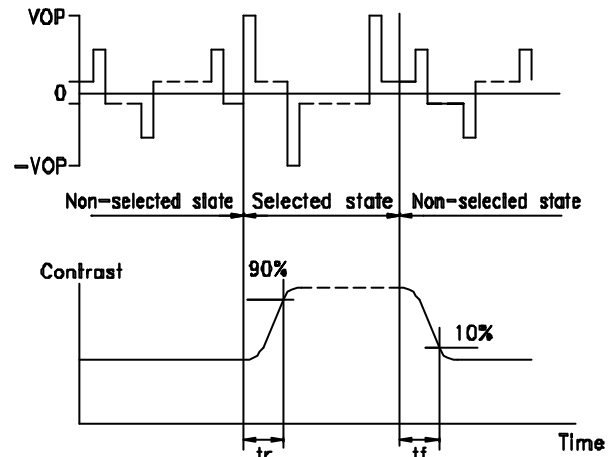 VOP
0
-VOP
Non-selected state Selected state Non-selected state
Contrast
90%
10%
Time
tr tf